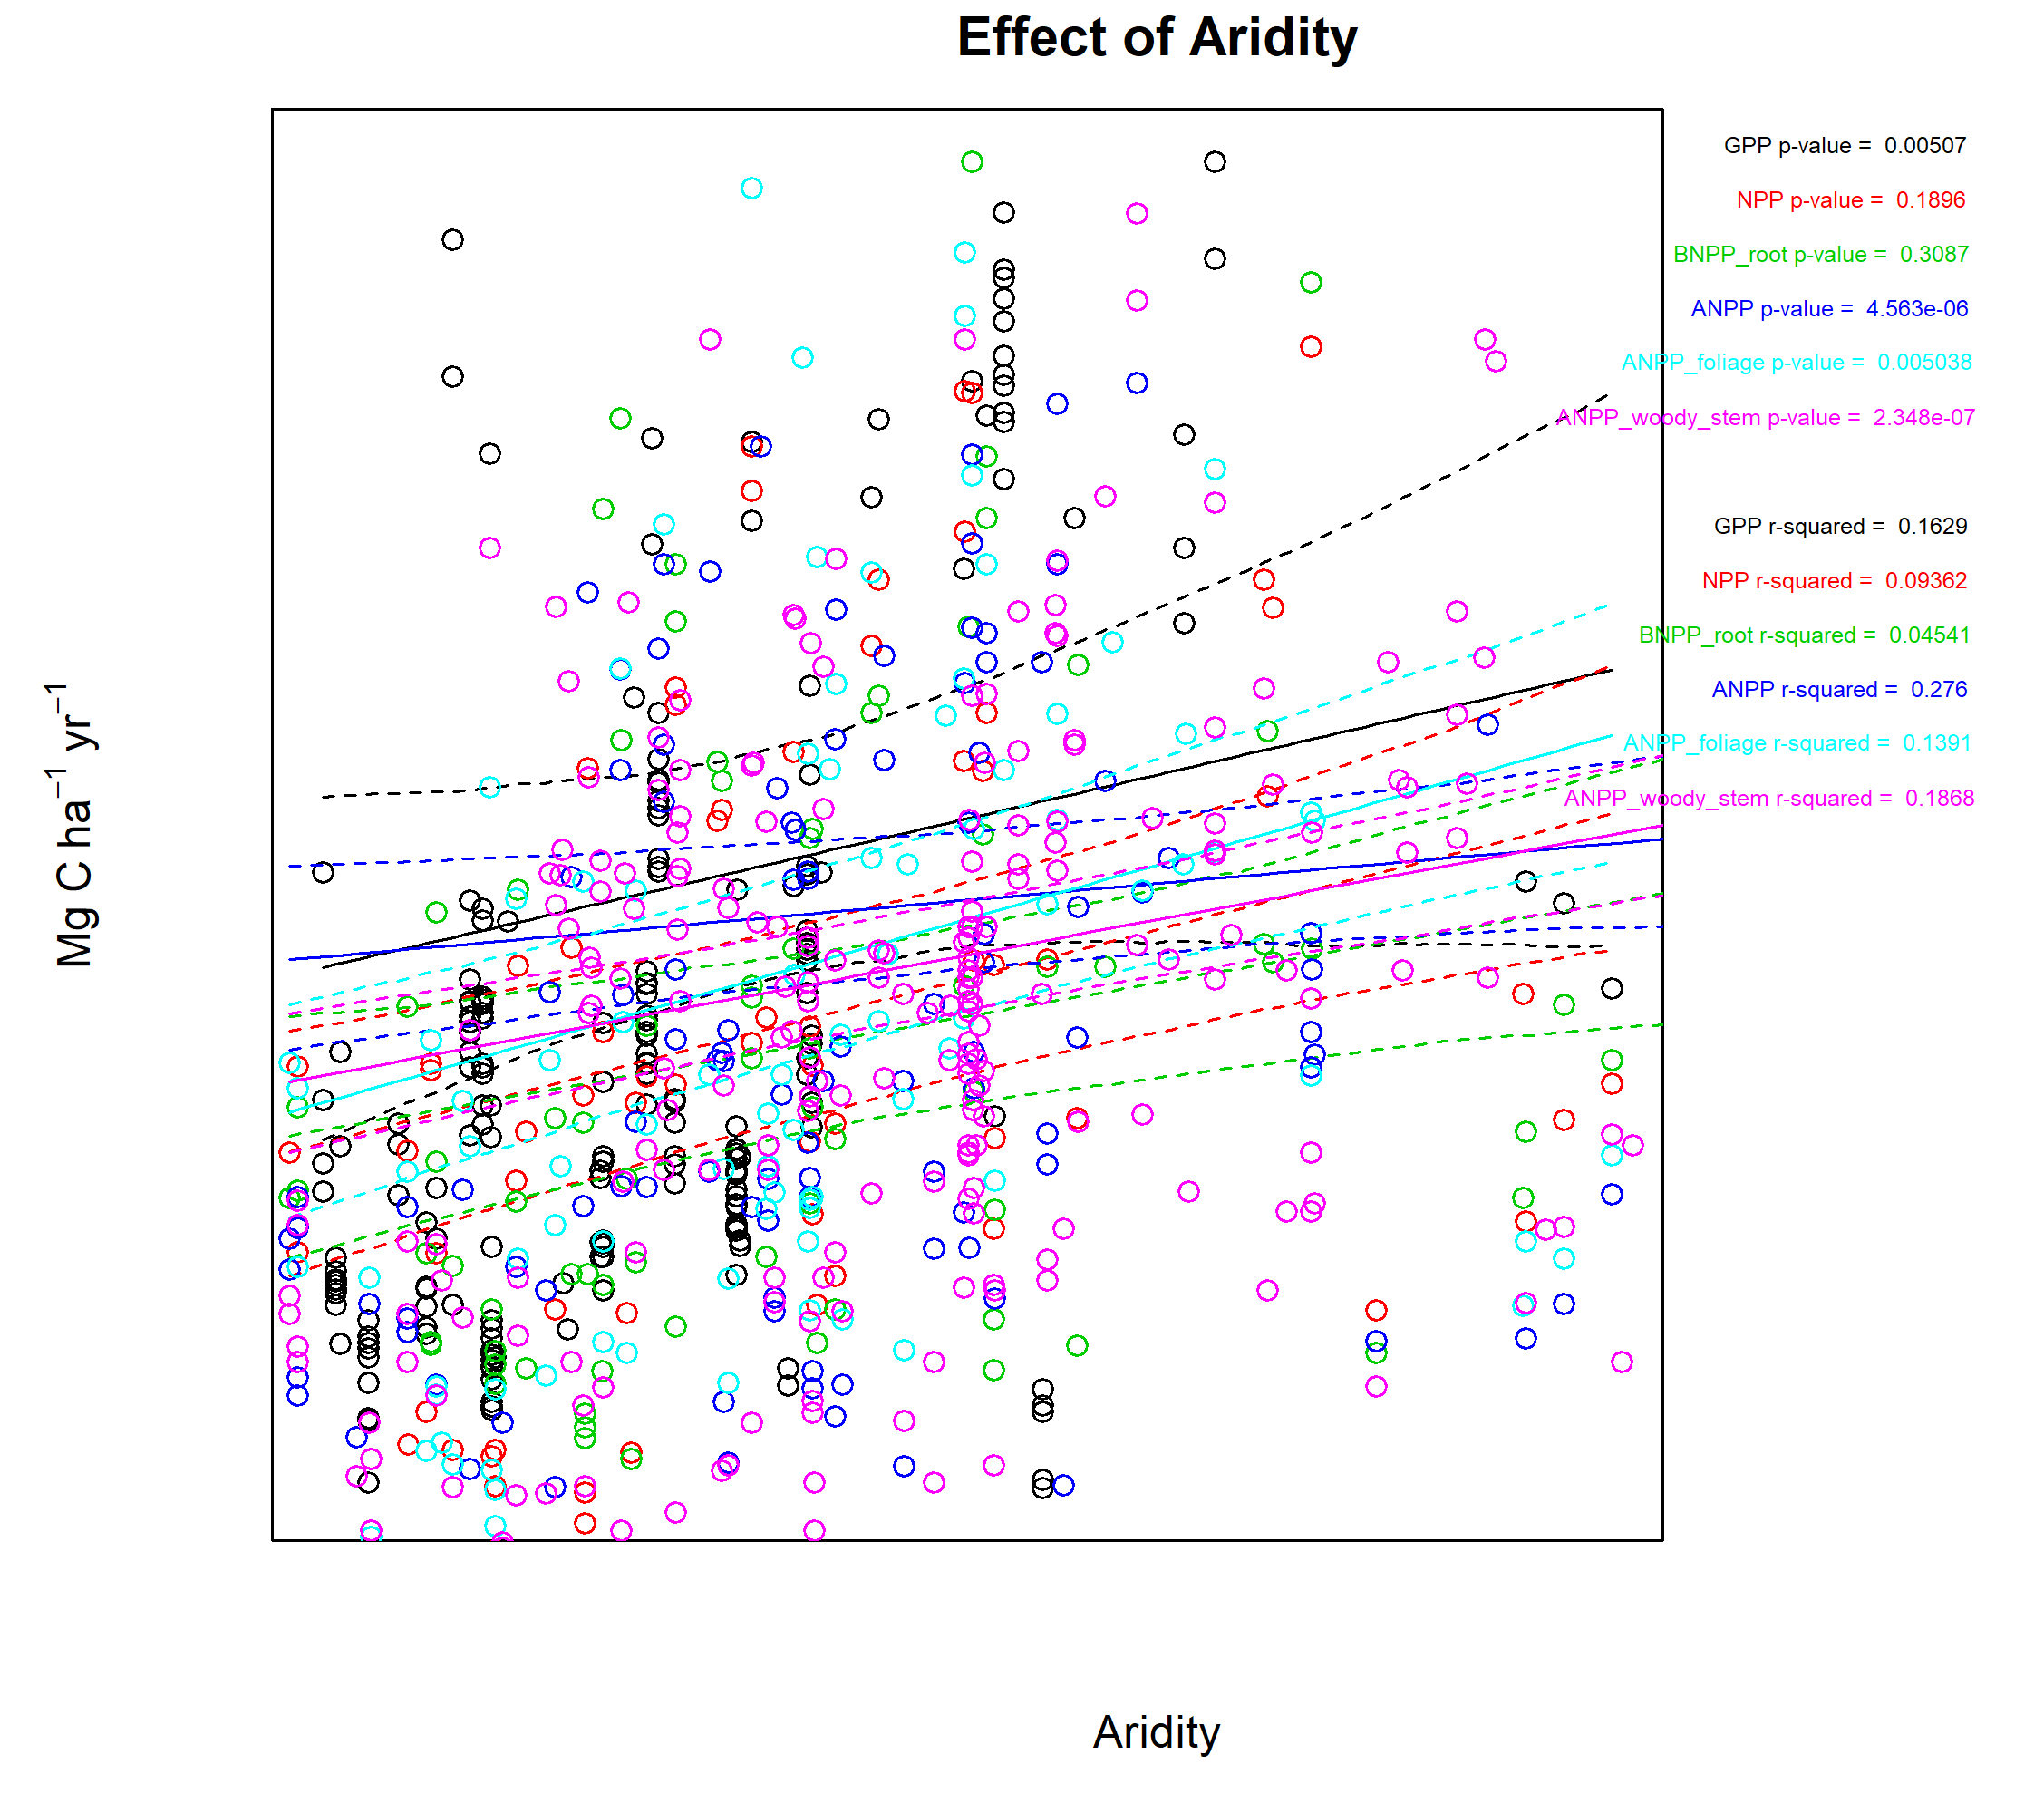 Effect of Aridity
GPP p-value = 0.00507
NPP p-value = 0.1896
BNPP_root p-value = 0.3087
ANPP p-value = 4.563e-06
ANPP_foliage p-value = 0.005038
ANPP_woody_stem p-value = 2.348e-07
GPP r-squared = 0.1629
NPP r-squared = 0.09362
BNPP_root r-squared = 0.04541
ANPP r-squared = 0.276
ANPP_foliage r-squared = 0.1391
ANPP_woody_stem r-squared = 0.1868
Mg C ha⁻¹ yr⁻¹
Aridity